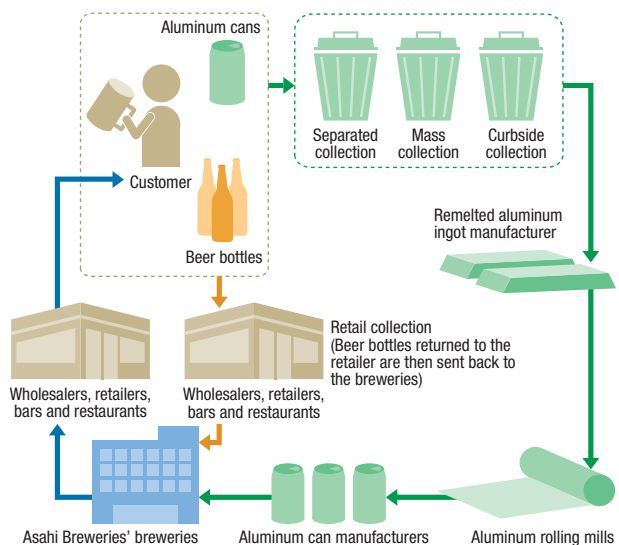 Aluminum cans
Separated
collection
Mass
collection
Curbside
collection
Customer
Beer bottles
Remelted aluminum
ingot manufacturer
Retail collection
(Beer bottles returned to the
retailer are then sent back to
the breweries)
Wholesalers, retailers,
bars and restaurants
Wholesalers, retailers,
bars and restaurants
Asahi Breweries’ breweries
Aluminum can manufacturers
Aluminum rolling mills